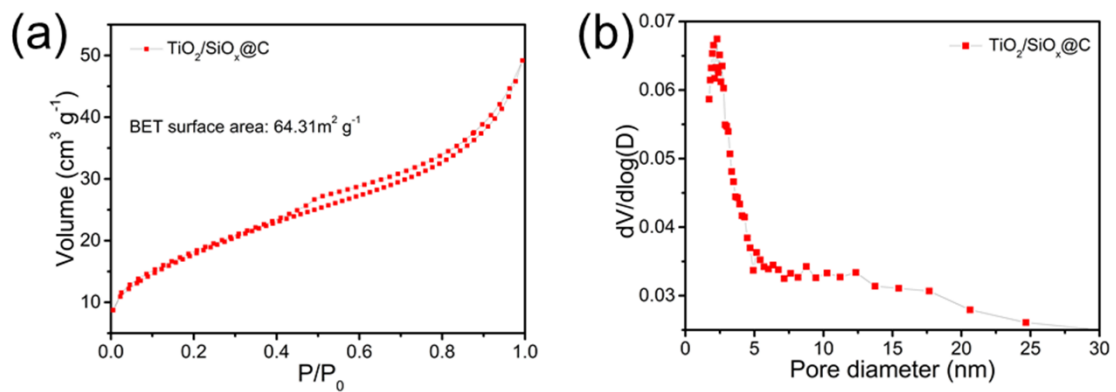 (a)
TiO₂/SiOₓ@C
BET surface area: 64.31m² g⁻¹
Volume (cm³ g⁻¹)
50
40
30
20
10
0.0 0.2 0.4 0.6 0.8 1.0
P/P₀
(b)
TiO₂/SiOₓ@C
dV/dlog(D)
0.07
0.06
0.05
0.04
0.03
0 5 10 15 20 25 30
Pore diameter (nm)